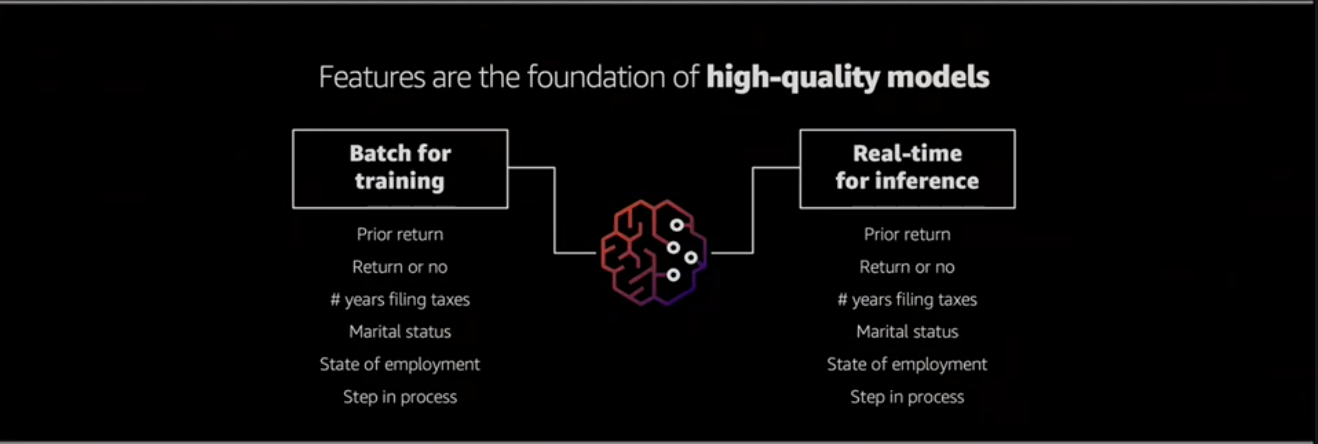 Features are the foundation of high-quality models
Batch for
training
Prior return
Return or no
# years filing taxes
Marital status
State of employment
Step in process
Real-time
for inference
Prior return
Return or no
# years filing taxes
Marital status
State of employment
Step in process